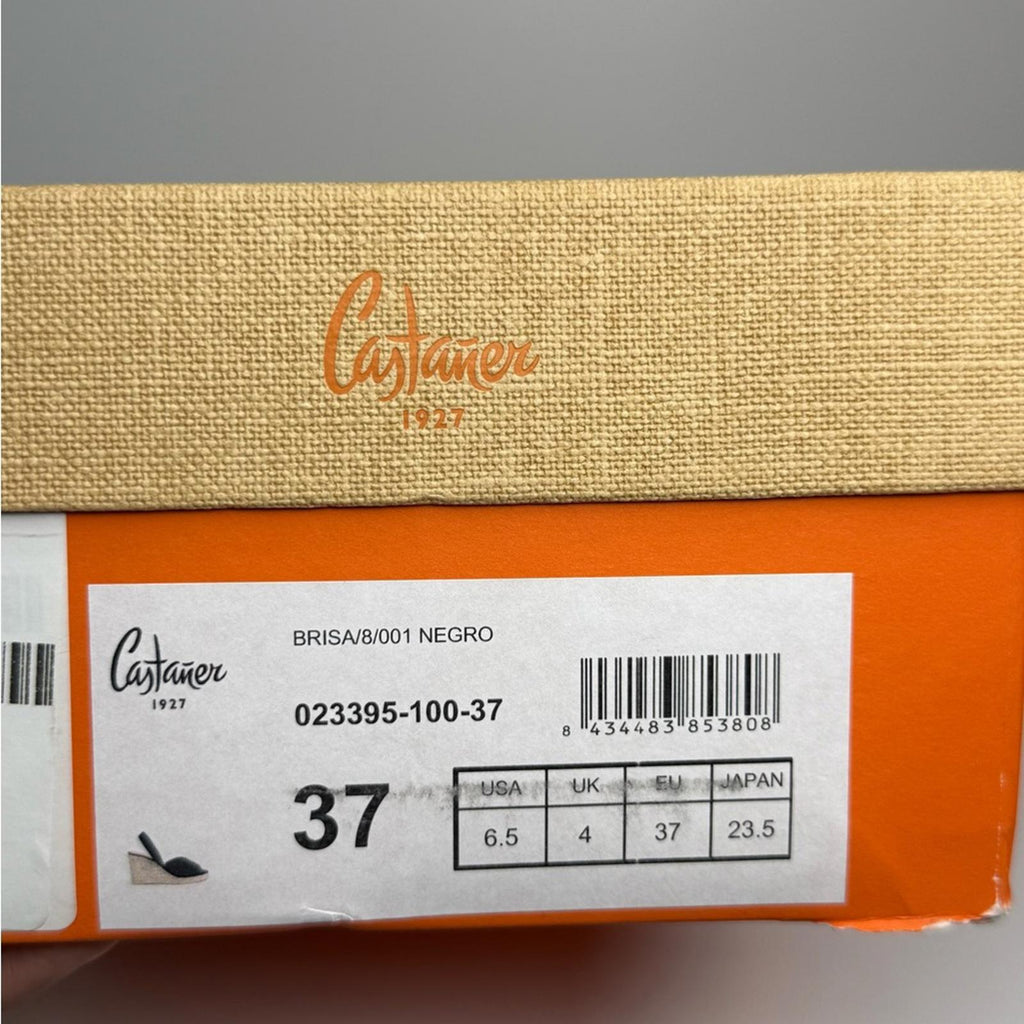 Castañer
1927
Castañer
1927
BRISA/8/001 NEGRO
023395-100-37
8 434483 853808
37
USA UK EU JAPAN
6.5 4 37 23.5